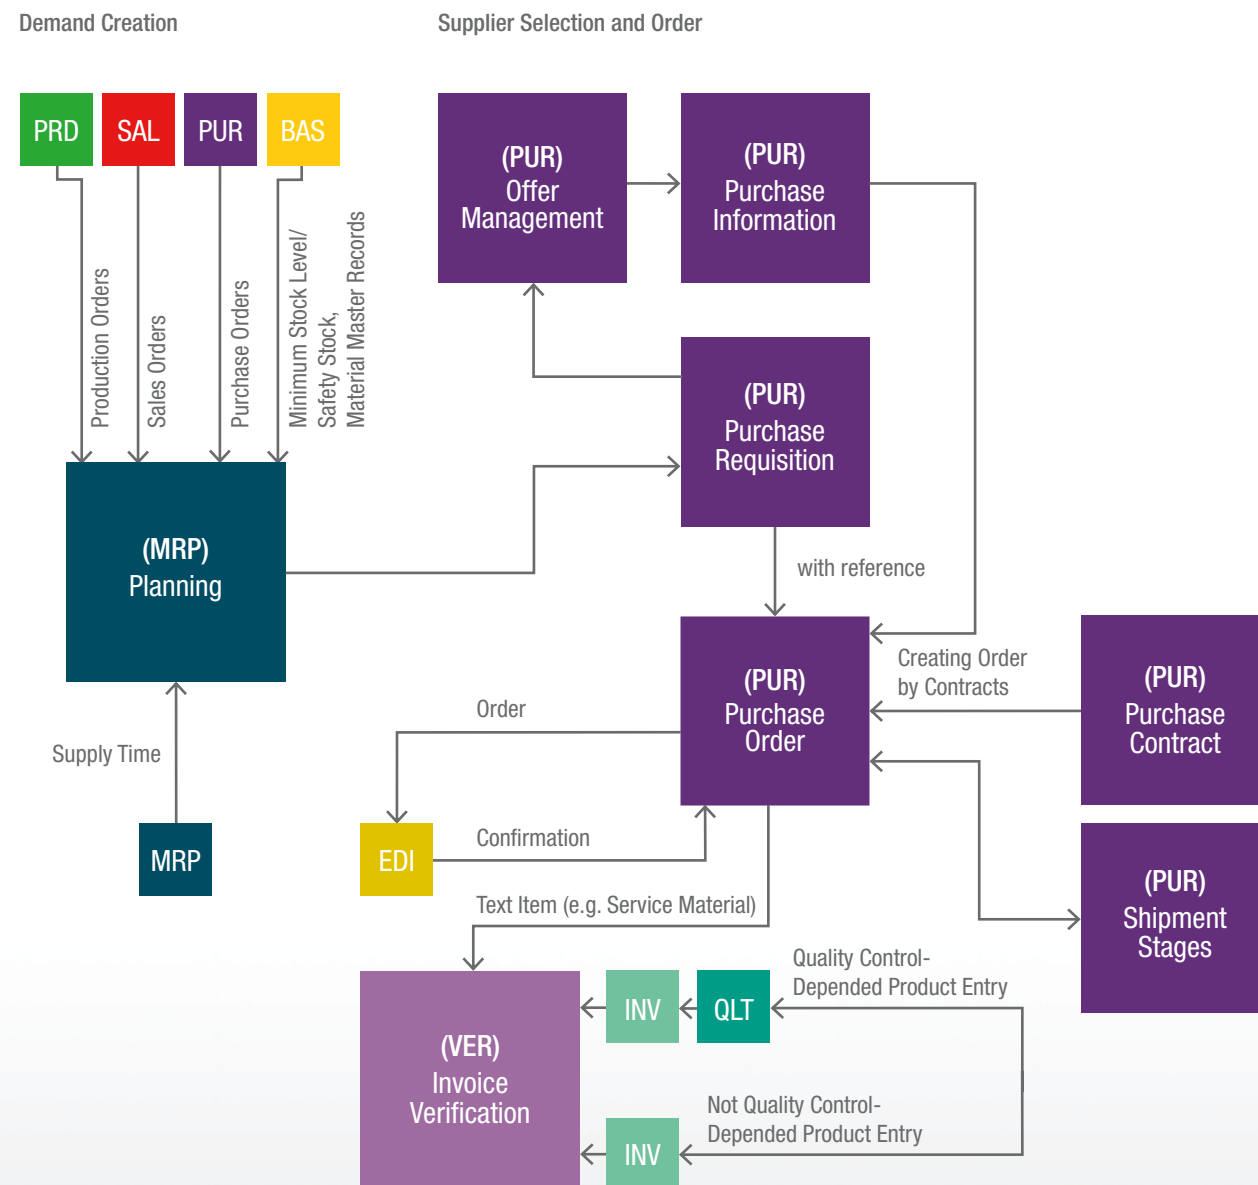 Demand Creation
Supplier Selection and Order
PRD
SAL
PUR
BAS
Production Orders
Sales Orders
Purchase Orders
Minimum Stock Level/
Safety Stock,
Material Master Records
(PUR)
Offer
Management
(PUR)
Purchase
Information
(PUR)
Purchase
Requisition
(MRP)
Planning
with reference
Supply Time
MRP
(PUR)
Purchase
Order
Creating Order
by Contracts
(PUR)
Purchase
Contract
Order
EDI
Confirmation
Text Item (e.g. Service Material)
(PUR)
Shipment
Stages
Quality Control-
Depended Product Entry
INV
QLT
(VER)
Invoice
Verification
Not Quality Control-
Depended Product Entry
INV